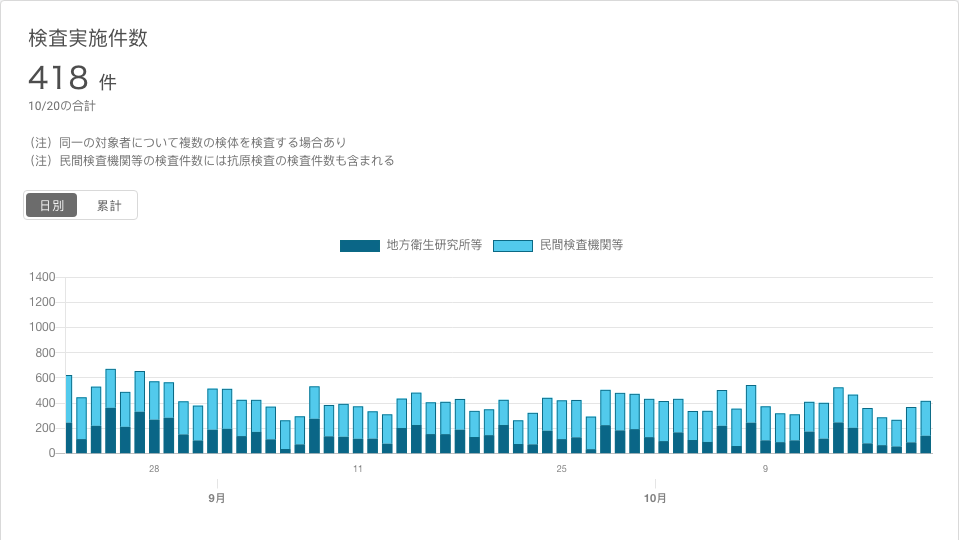 検査実施件数
418 件
10/20の合計
（注）同一の対象者について複数の検体を検査する場合あり
（注）民間検査機関等の検査件数には抗原検査の検査件数も含まれる
日別 累計
地方衛生研究所等 民間検査機関等
1400
1200
1000
800
600
400
200
0
28 11 25 9
9月 10月